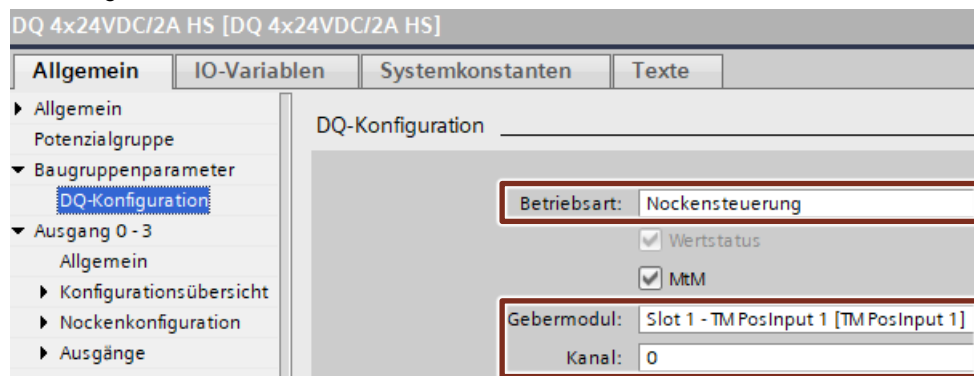 DQ 4x24VDC/2A HS [DQ 4x24VDC/2A HS]
Allgemein
IO-Variablen
Systemkonstanten
Texte
Allgemein
Potenzialgruppe
Baugruppenparameter
DQ-Konfiguration
Ausgang 0 - 3
Allgemein
Konfigurationsübersicht
Nockenkonfiguration
Ausgänge
DQ-Konfiguration
Betriebsart: Nockensteuerung
Wertstatus
MtM
Gebermodul: Slot 1 - TM PosInput 1 [TM PosInput 1]
Kanal: 0